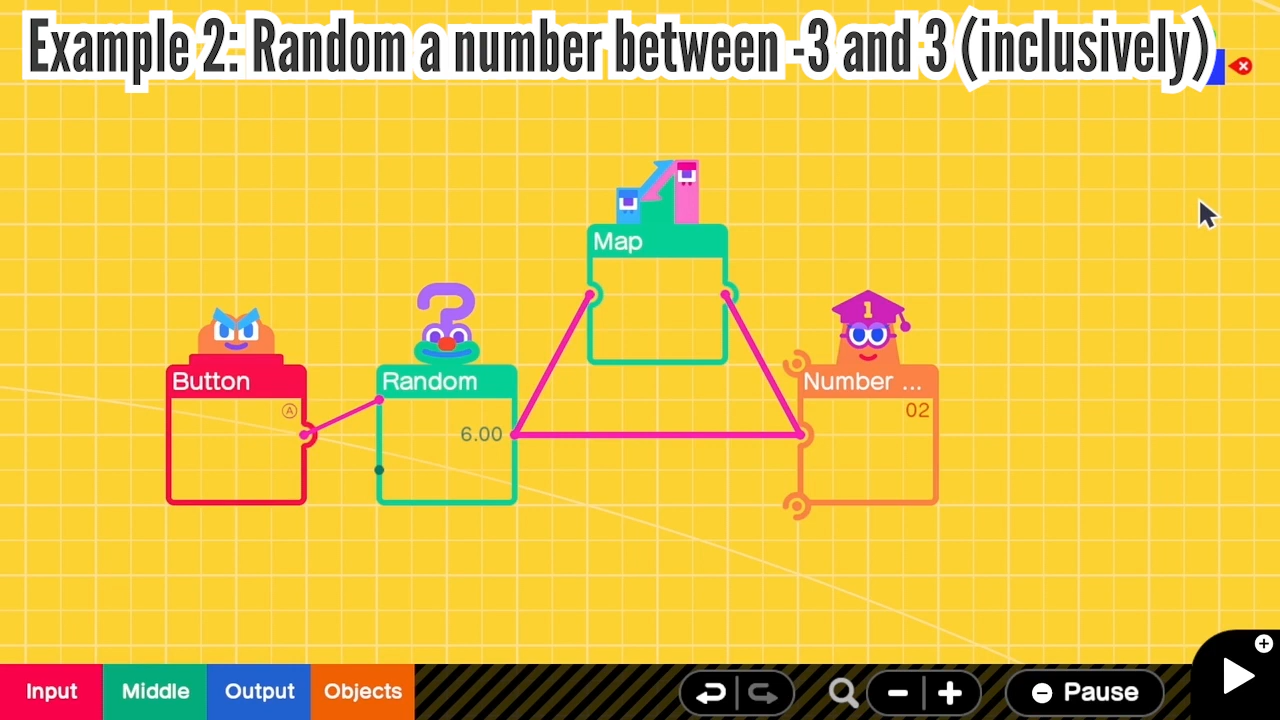 Example 2: Random a number between -3 and 3 (inclusively)
Map
1
Button
Random
Number ...
A
02
6.00
Input
Middle
Output
Objects
Pause